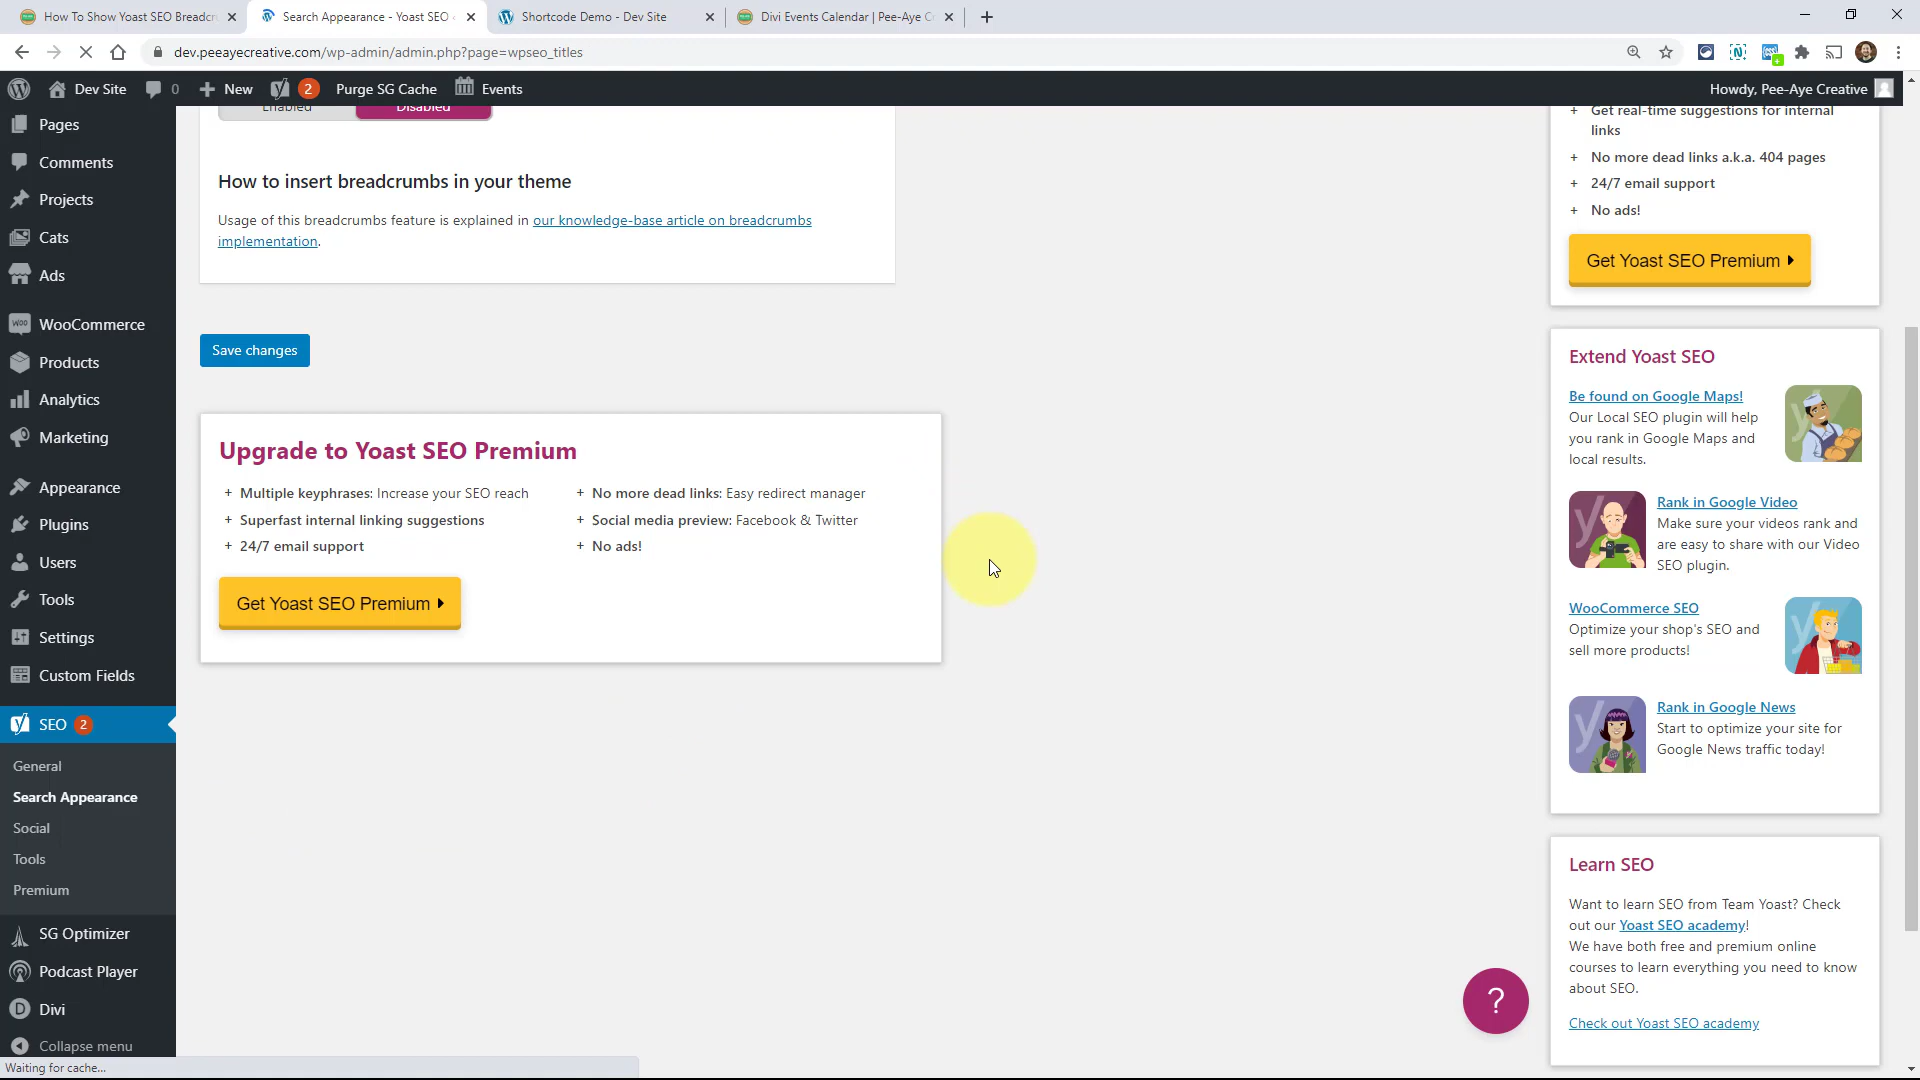 How To Show Yoast SEO Breadcr
Search Appearance - Yoast SEO
Shortcode Demo - Dev Site
Divi Events Calendar | Pee-Aye C
dev.peeayecreative.com/wp-admin/admin.php?page=wpseo_titles
Dev Site
0
New
2
Purge SG Cache
Events
Howdy, Pee-Aye Creative
Pages
Comments
Projects
Cats
Ads
WooCommerce
Products
Analytics
Marketing
Appearance
Plugins
Users
Tools
Settings
Custom Fields
SEO 2
General
Search Appearance
Social
Tools
Premium
SG Optimizer
Podcast Player
Divi
Collapse menu
Waiting for cache...
Enabled
Disabled
How to insert breadcrumbs in your theme
Usage of this breadcrumbs feature is explained in our knowledge-base article on breadcrumbs
implementation.
Save changes
Upgrade to Yoast SEO Premium
+ Multiple keyphrases: Increase your SEO reach
+ Superfast internal linking suggestions
+ 24/7 email support
+ No more dead links: Easy redirect manager
+ Social media preview: Facebook & Twitter
+ No ads!
Get Yoast SEO Premium
+ Get real-time suggestions for internal
links
+ No more dead links a.k.a. 404 pages
+ 24/7 email support
+ No ads!
Get Yoast SEO Premium
Extend Yoast SEO
Be found on Google Maps!
Our Local SEO plugin will help
you rank in Google Maps and
local results.
Rank in Google Video
Make sure your videos rank and
are easy to share with our Video
SEO plugin.
WooCommerce SEO
Optimize your shop's SEO and
sell more products!
Rank in Google News
Start to optimize your site for
Google News traffic today!
Learn SEO
Want to learn SEO from Team Yoast? Check
out our Yoast SEO academy!
We have both free and premium online
courses to learn everything you need to know
about SEO.
Check out Yoast SEO academy
?